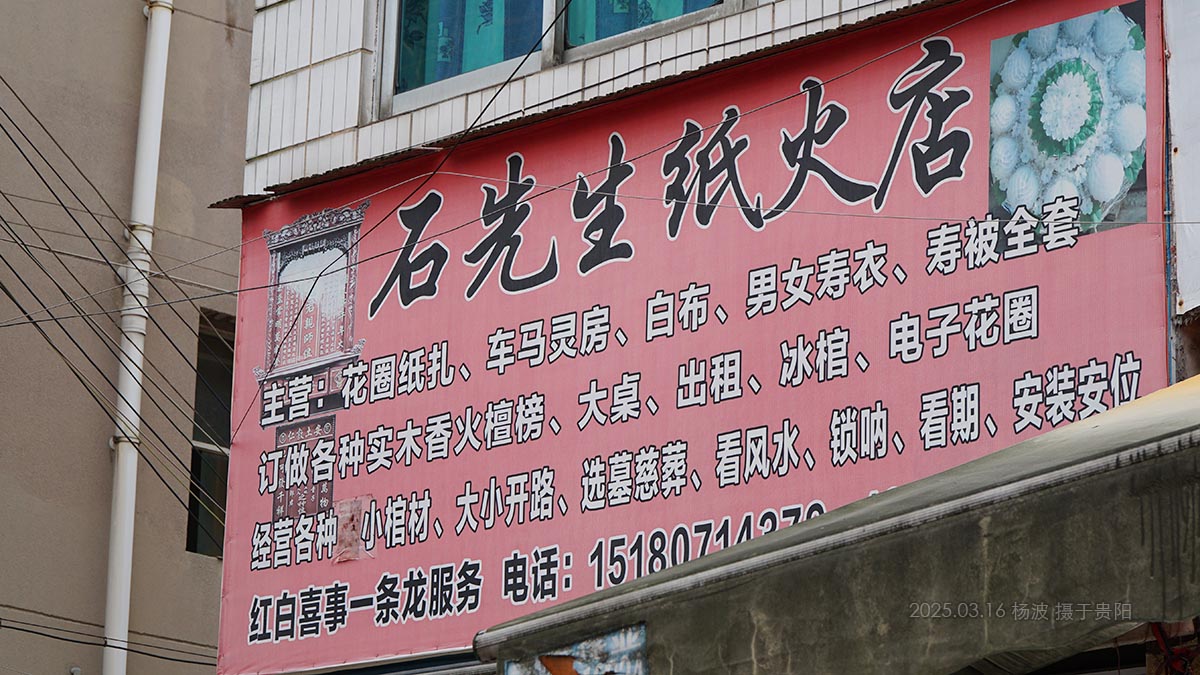 石先生纸火店
主营：花圈纸扎、车马灵房、白布、男女寿衣、寿被全套
订做各种实木香火檀榜、大桌、出租、冰棺、电子花圈
经营各种 小棺材、大小开路、选墓慈葬、看风水、锁呐、看期、安装安位
红白喜事一条龙服务 电话：15180714370
2025.03.16 杨波 摄于贵阳